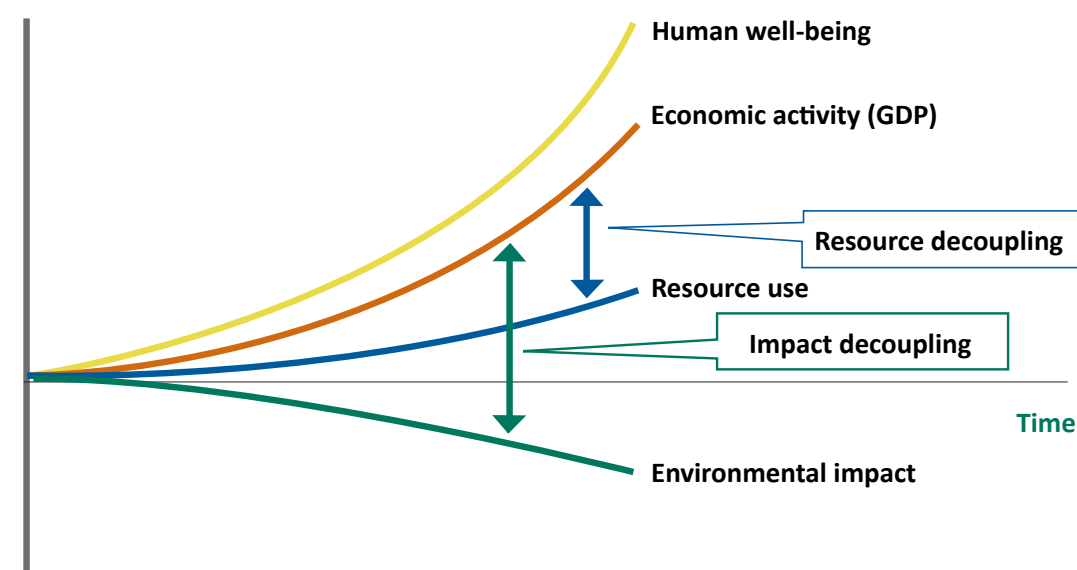 Human well-being
Economic activity (GDP)
Resource decoupling
Resource use
Impact decoupling
Time
Environmental impact